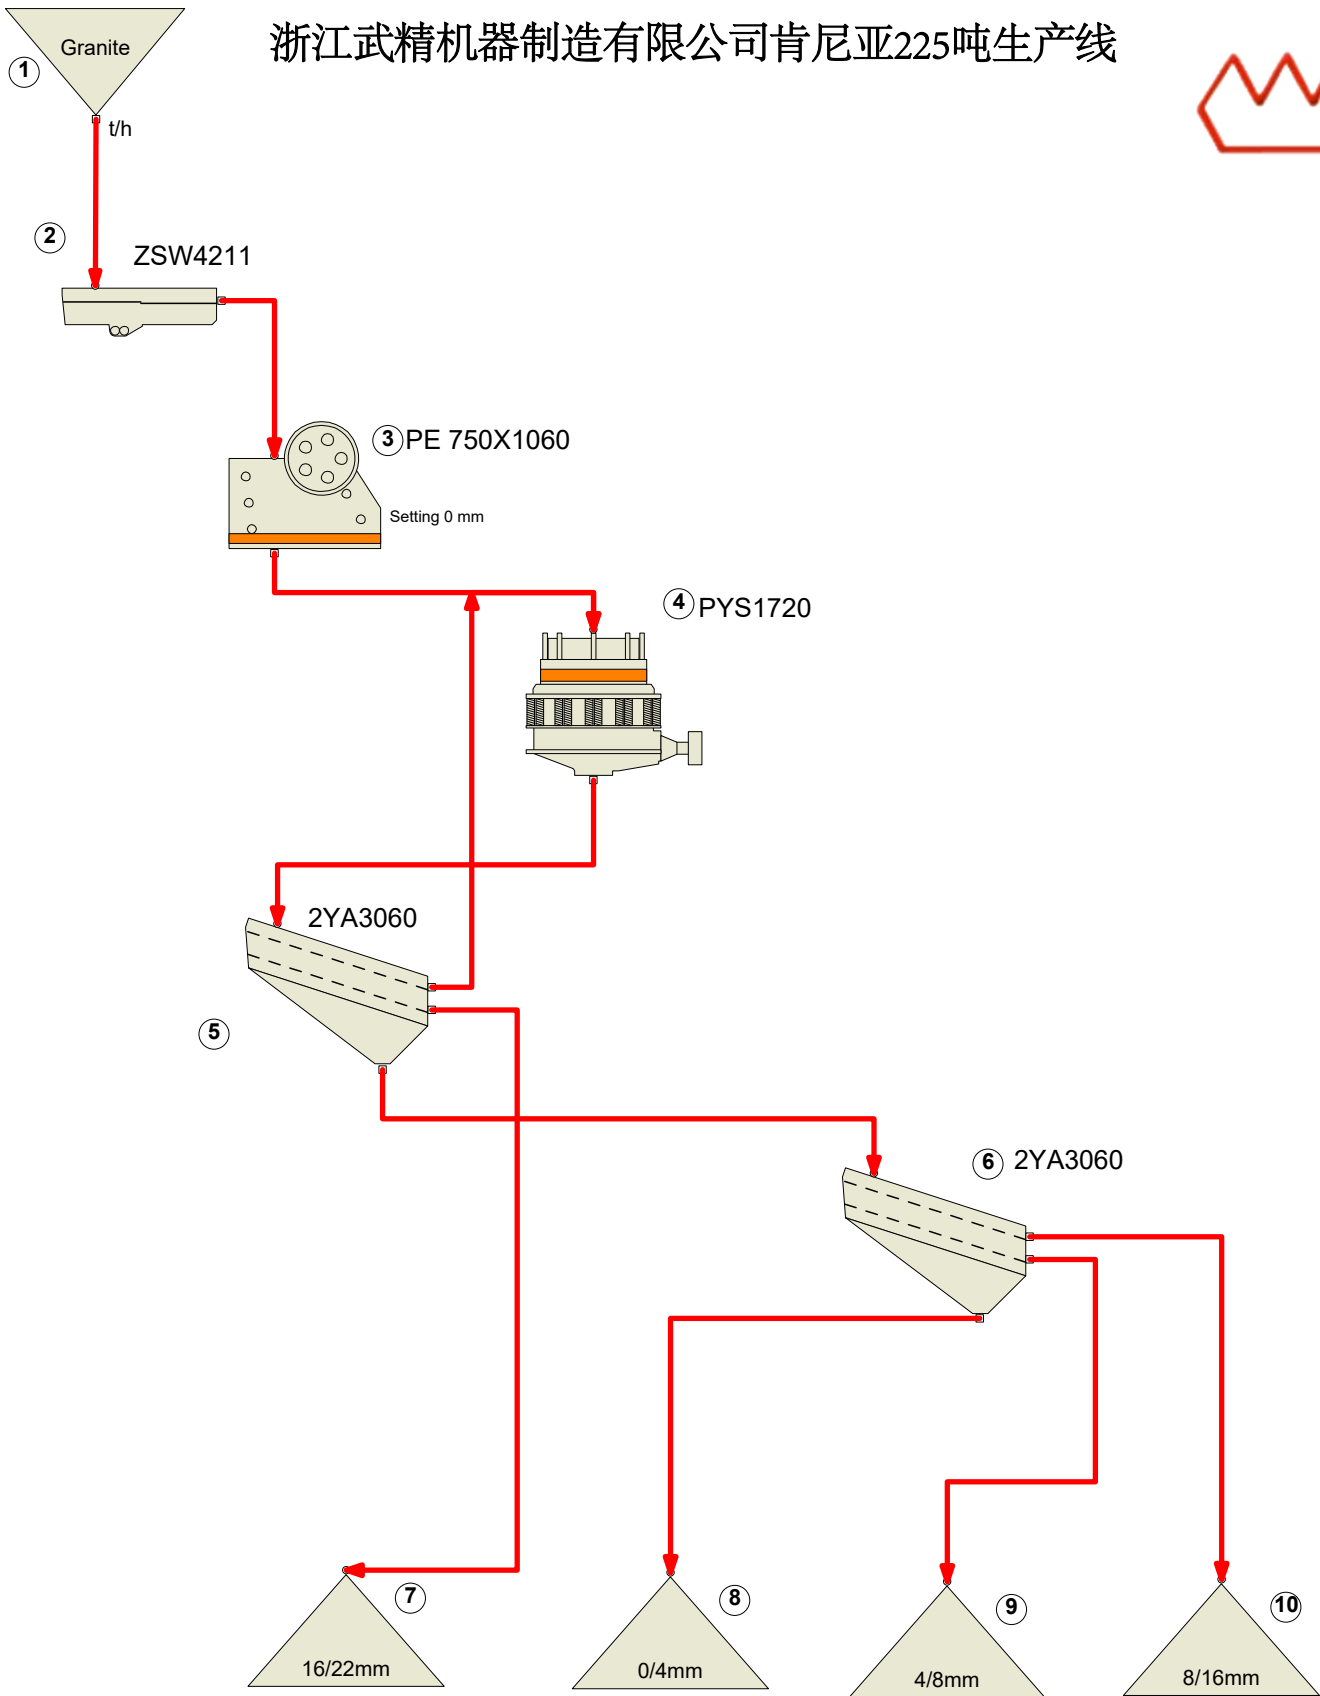 浙江武精机器制造有限公司肯尼亚225吨生产线
Granite
1
t/h
2
ZSW4211
3 PE 750X1060
Setting 0 mm
4 PYS1720
2YA3060
5
6 2YA3060
7
8
9
10
16/22mm
0/4mm
4/8mm
8/16mm